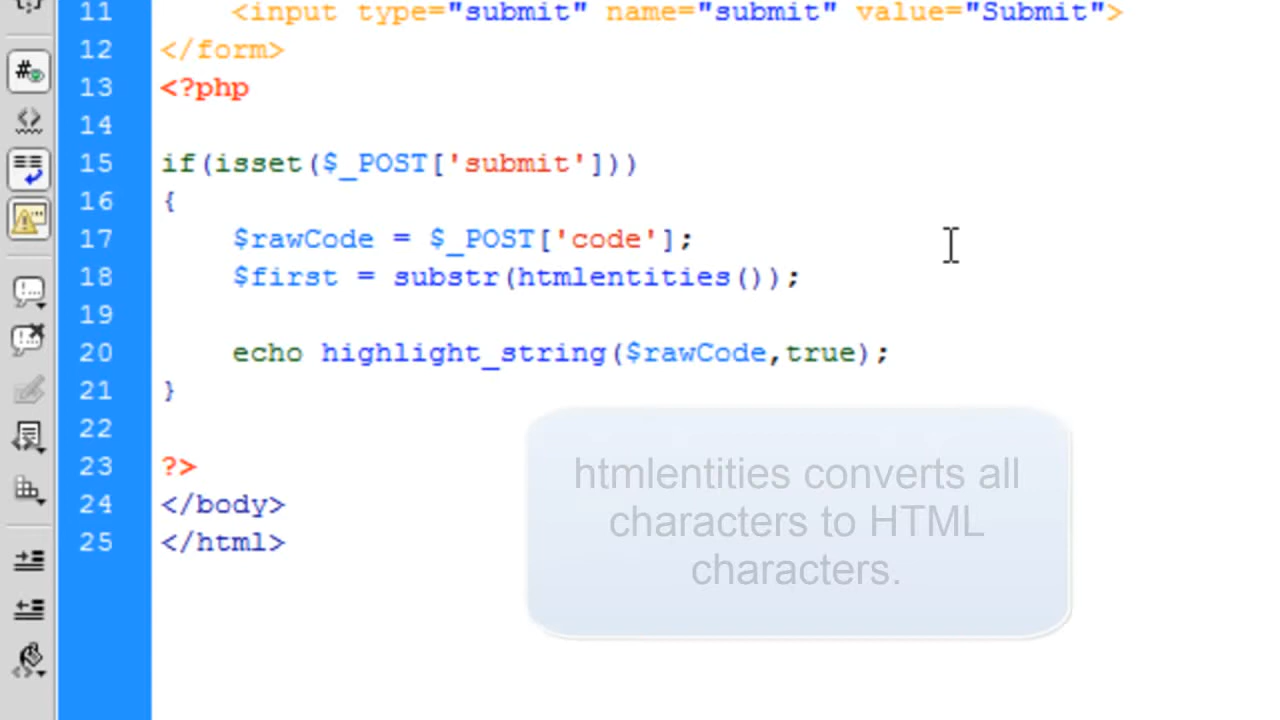 11 <input type="submit" name="submit" value="Submit">
12 </form>
13 <?php
14
15 if(isset($_POST['submit']))
16 {
17 $rawCode = $_POST['code'];
18 $first = substr(htmlentities());
19
20 echo highlight_string($rawCode,true);
21 }
22
23 ?>
24 </body>
25 </html>
htmlentities converts all
characters to HTML
characters.